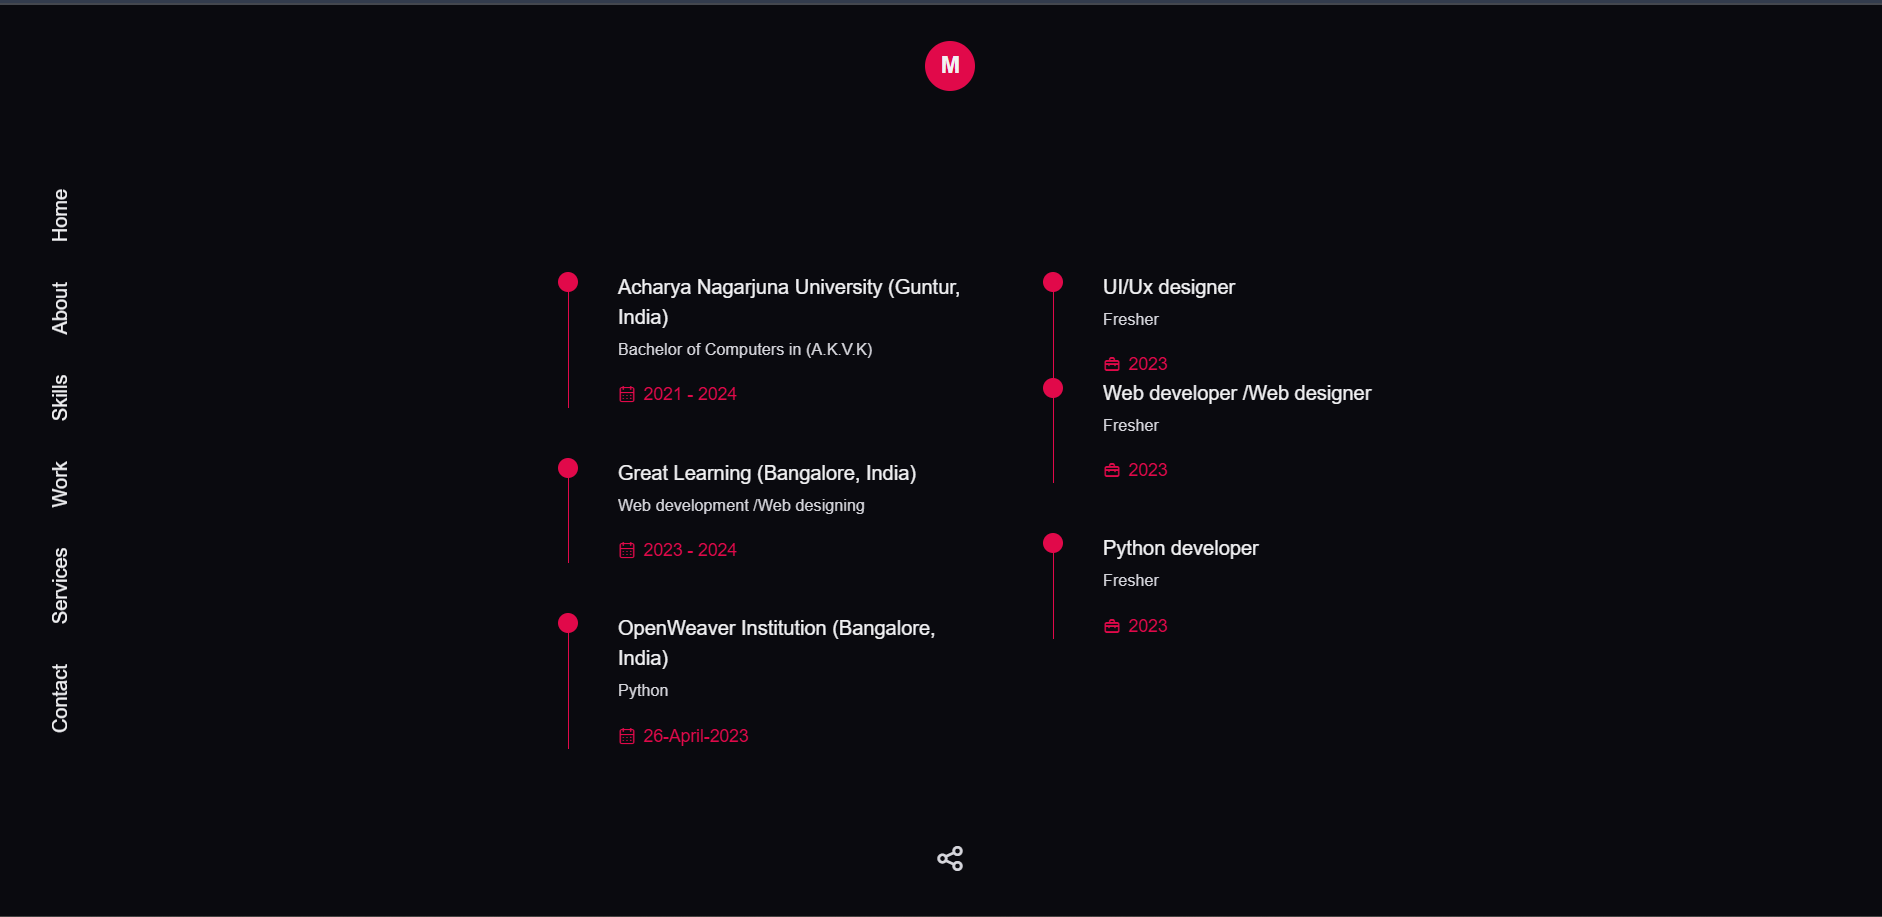 M
Home
About
Skills
Work
Services
Contact
Acharya Nagarjuna University (Guntur,
India)
Bachelor of Computers in (A.K.V.K)
2021 - 2024
Great Learning (Bangalore, India)
Web development /Web designing
2023 - 2024
OpenWeaver Institution (Bangalore,
India)
Python
26-April-2023
UI/Ux designer
Fresher
2023
Web developer /Web designer
Fresher
2023
Python developer
Fresher
2023